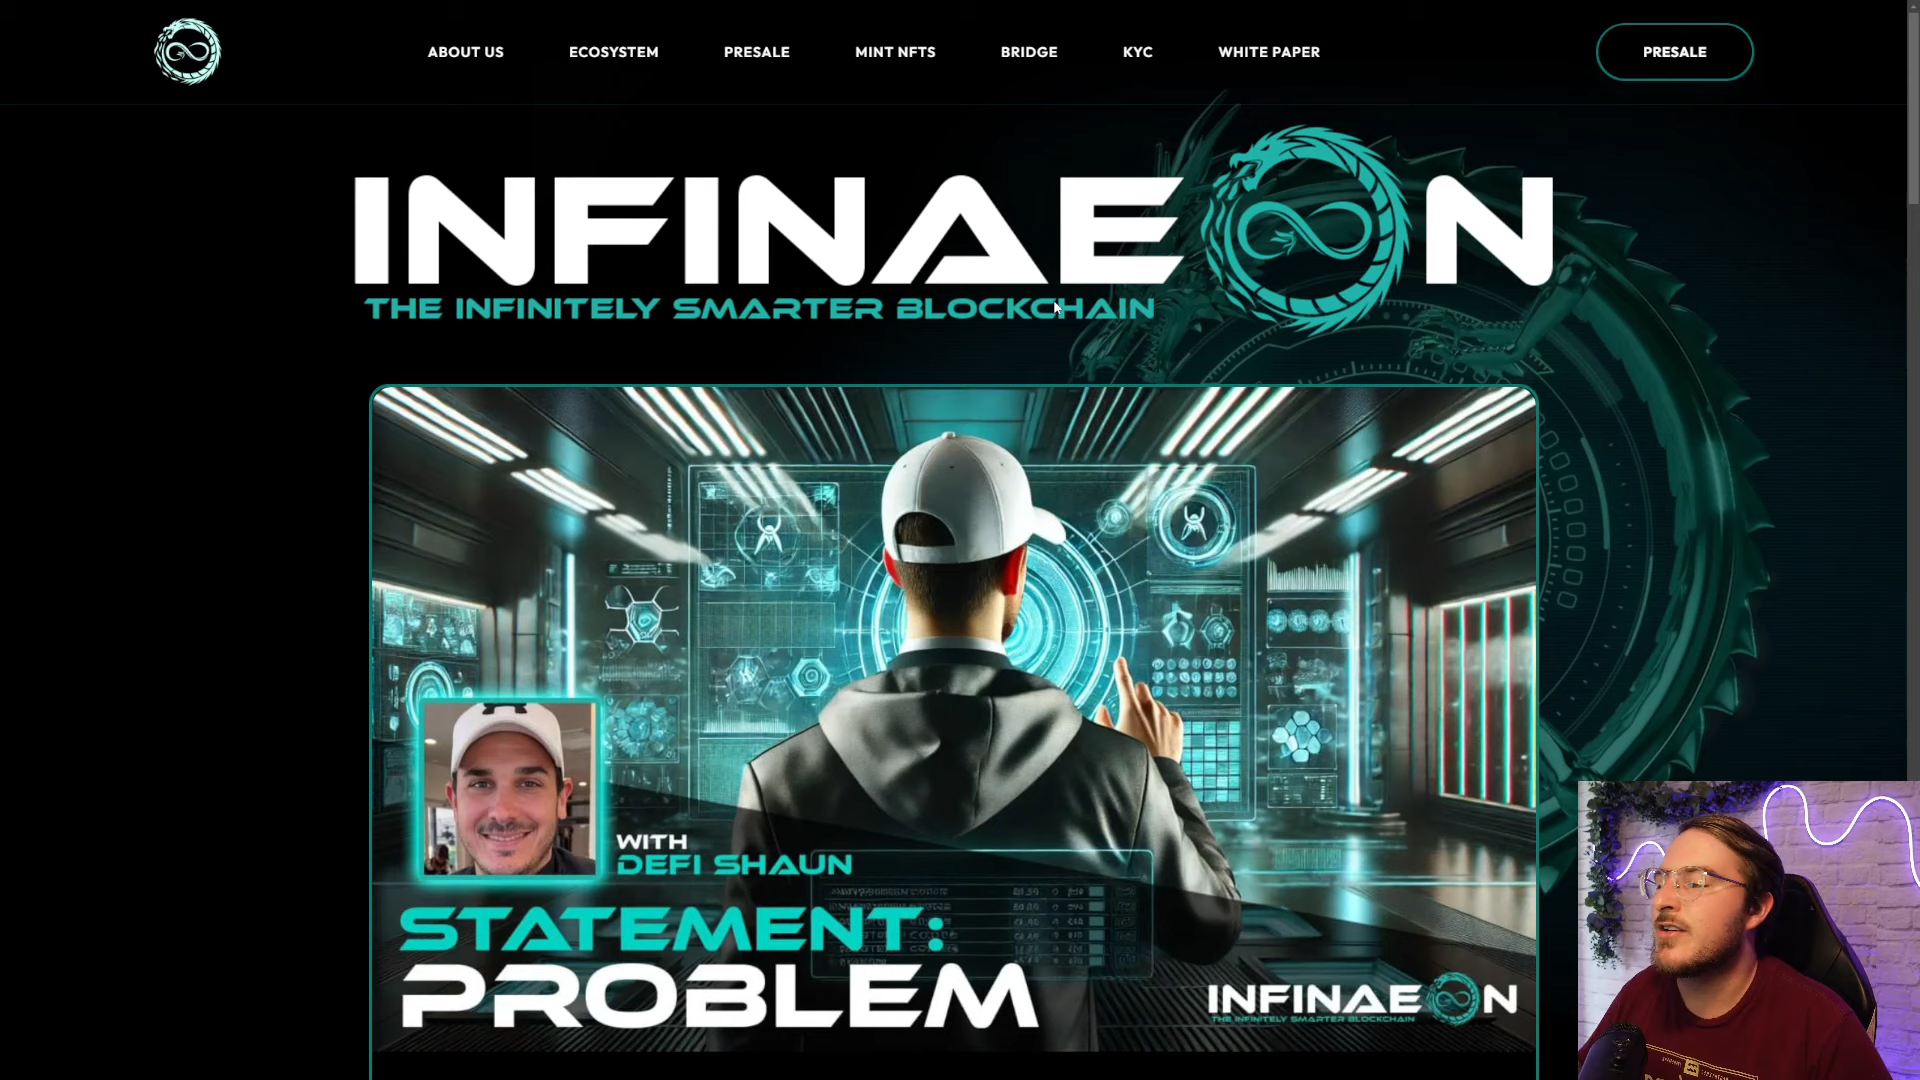 ABOUT US
ECOSYSTEM
PRESALE
MINT NFTS
BRIDGE
KYC
WHITE PAPER
PRESALE
INFINAEON
THE INFINITELY SMARTER BLOCKCHAIN
WITH
DEFI SHAUN
STATEMENT:
PROBLEM
INFINAEON
THE INFINITELY SMARTER BLOCKCHAIN